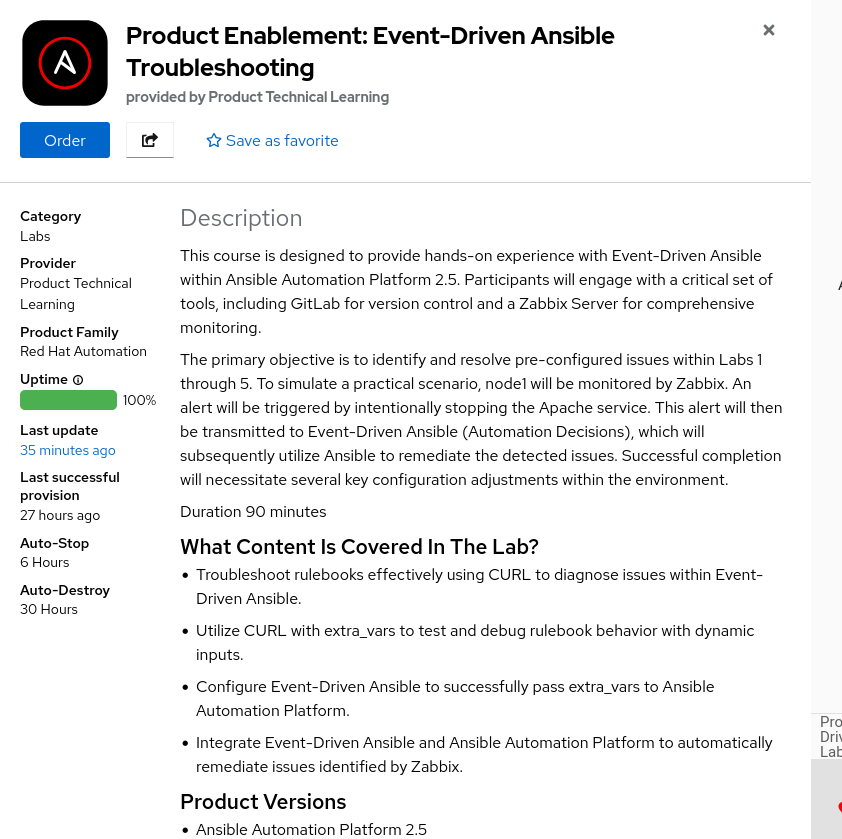 Product Enablement: Event-Driven Ansible
Troubleshooting
provided by Product Technical Learning
Order
Save as favorite
Category
Labs
Provider
Product Technical
Learning
Product Family
Red Hat Automation
Uptime
100%
Last update
35 minutes ago
Last successful
provision
27 hours ago
Auto-Stop
6 Hours
Auto-Destroy
30 Hours
Description
This course is designed to provide hands-on experience with Event-Driven Ansible
within Ansible Automation Platform 2.5. Participants will engage with a critical set of
tools, including GitLab for version control and a Zabbix Server for comprehensive
monitoring.
The primary objective is to identify and resolve pre-configured issues within Labs 1
through 5. To simulate a practical scenario, node1 will be monitored by Zabbix. An
alert will be triggered by intentionally stopping the Apache service. This alert will then
be transmitted to Event-Driven Ansible (Automation Decisions), which will
subsequently utilize Ansible to remediate the detected issues. Successful completion
will necessitate several key configuration adjustments within the environment.
Duration 90 minutes
What Content Is Covered In The Lab?
• Troubleshoot rulebooks effectively using CURL to diagnose issues within Event-
Driven Ansible.
• Utilize CURL with extra_vars to test and debug rulebook behavior with dynamic
inputs.
• Configure Event-Driven Ansible to successfully pass extra_vars to Ansible
Automation Platform.
• Integrate Event-Driven Ansible and Ansible Automation Platform to automatically
remediate issues identified by Zabbix.
Product Versions
• Ansible Automation Platform 2.5
Pro
Driv
Lab